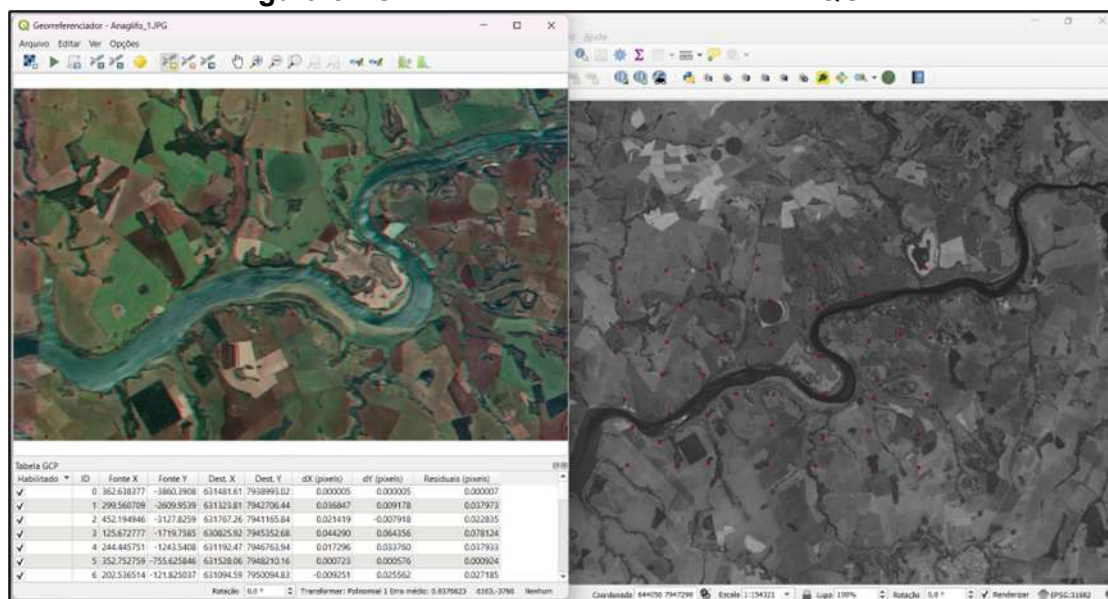 Georreferenciador - Anaglifo_1.JPG
Arquivo Editar Ver Opções
Ajuda
Tabela GCP
Habilitado ID Fonte X Fonte Y Dest. X Dest. Y dX (pixels) dY (pixels) Residuais (pixels)
0 362.638377 -3860.3908 631481.61 7938993.02 0.000005 0.000005 0.000007
1 299.560709 -2609.9539 631323.81 7942706.44 0.036847 0.009178 0.037973
2 452.194946 -3127.8259 631767.26 7941165.84 0.021419 -0.007918 0.022835
3 125.672777 -1719.7585 630825.92 7945352.68 0.044290 0.064356 0.078124
4 244.445751 -1243.5408 631192.47 7946763.94 0.017296 0.033760 0.037933
5 352.752759 -755.625846 631528.06 7948210.16 0.000723 0.000576 0.000924
6 202.536514 -121.825037 631094.59 7950094.83 -0.009251 0.025562 0.027185
Rotação 0,0 ° Transformar: Polinomial 1 Erro médio: 0.0376623 6163,-3766 Nenhum
Coordenada 644056 7947298 Escala 1:154321 Lupa 100% Rotação 0,0 ° Renderizar EPSG:31982